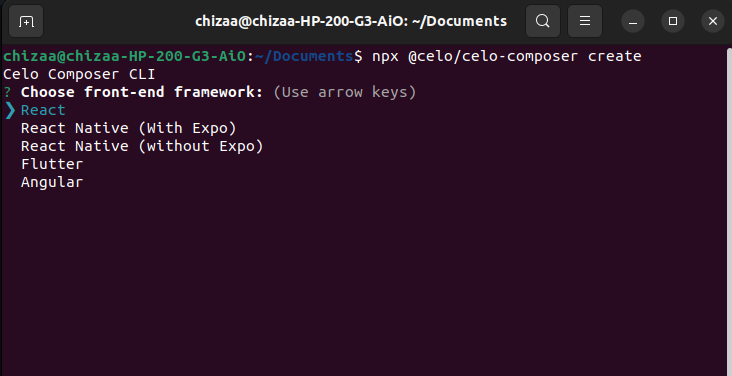 chizaa@chizaa-HP-200-G3-AiO: ~/Documents
chizaa@chizaa-HP-200-G3-AiO:~/Documents$ npx @celo/celo-composer create
Celo Composer CLI
? Choose front-end framework: (Use arrow keys)
❯ React
React Native (With Expo)
React Native (without Expo)
Flutter
Angular